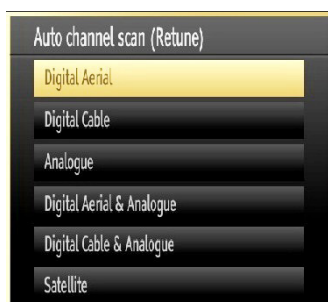 Auto channel scan (Retune)
Digital Aerial
Digital Cable
Analogue
Digital Aerial & Analogue
Digital Cable & Analogue
Satellite